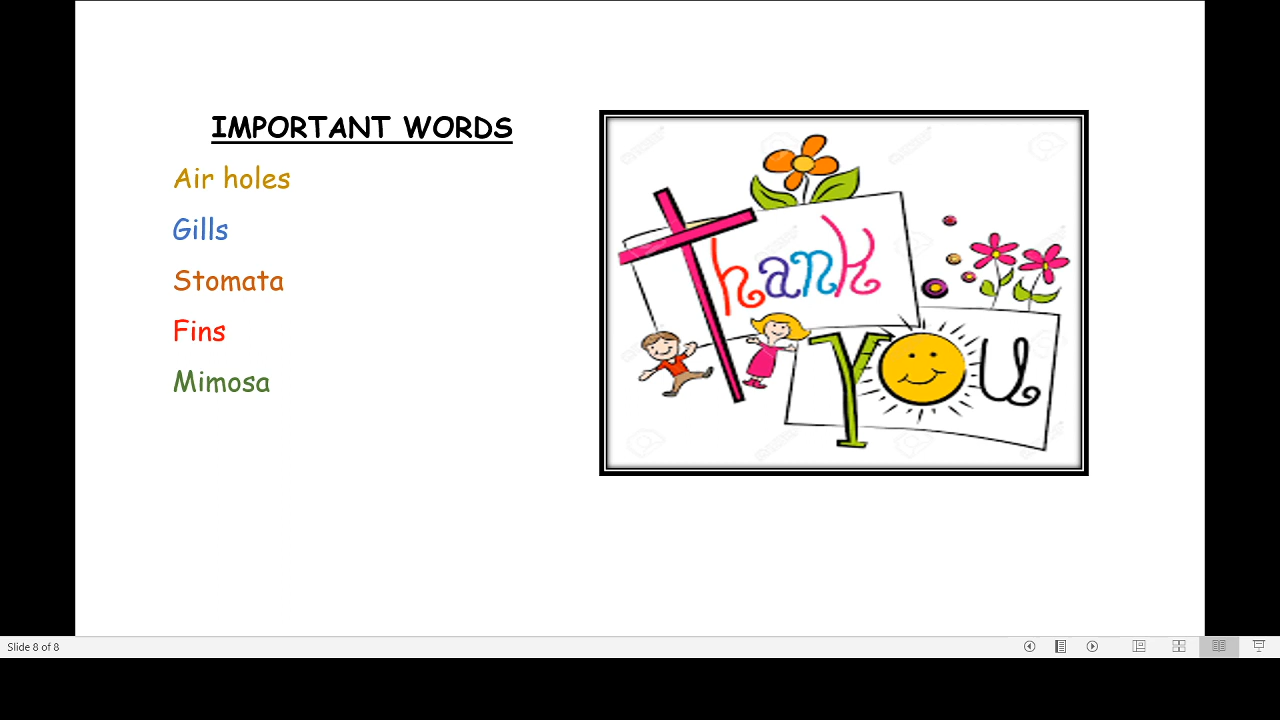 IMPORTANT WORDS
Air holes
Gills
Stomata
Fins
Mimosa
Thank
You
Slide 8 of 8